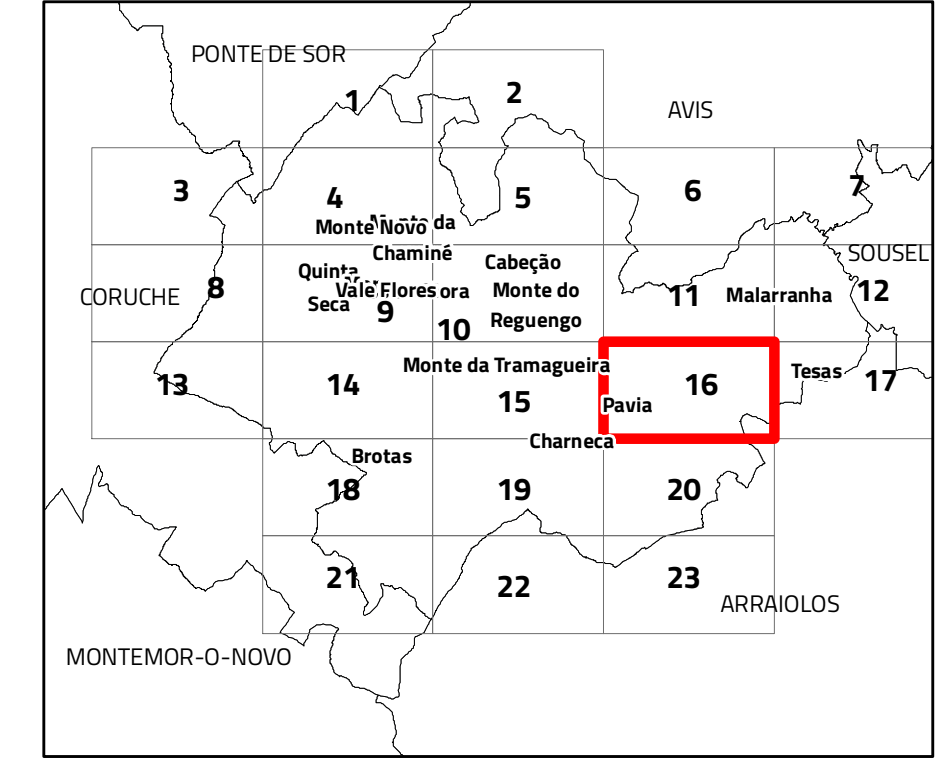 PONTE DE SOR
1
2
AVIS
3
4
5
6
7
Monte Novo
da
Chaminé
SOUSEL
Quinta
Seca
Cabeção
CORUCHE
8
Vale Flores
ora
9
10
Monte do
Reguengo
11
Malarranha
12
13
14
Monte da Tramagueira
15
Pavia
16
Tesas
17
Charneca
Brotas
18
19
20
21
22
23
ARRAIOLOS
MONTEMOR-O-NOVO